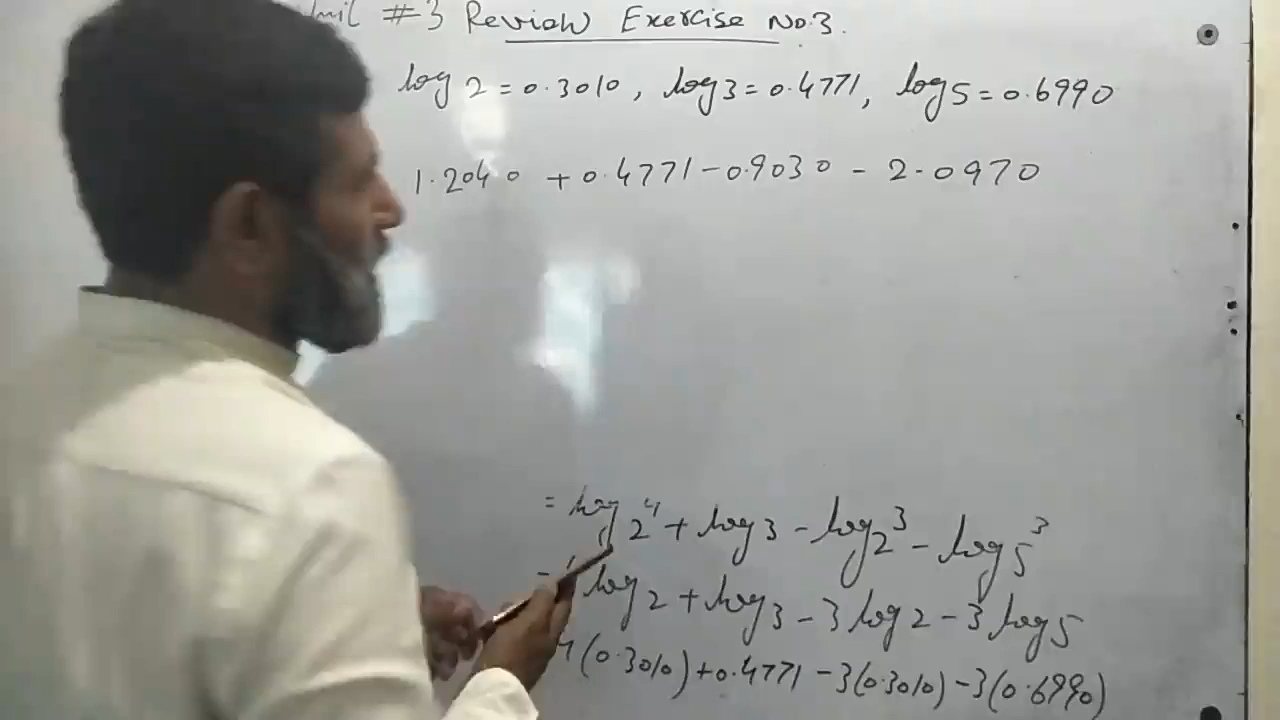 #3 Review Exercise No.3.
log 2 = 0.3010, log 3 = 0.4771, log 5 = 0.6990
1.2040 + 0.4771 - 0.9030 - 2.0970
= log 2⁴ + log 3 - log 2³ - log 5³
= 4 log 2 + log 3 - 3 log 2 - 3 log 5
4(0.3010) + 0.4771 - 3(0.3010) - 3(0.6990)